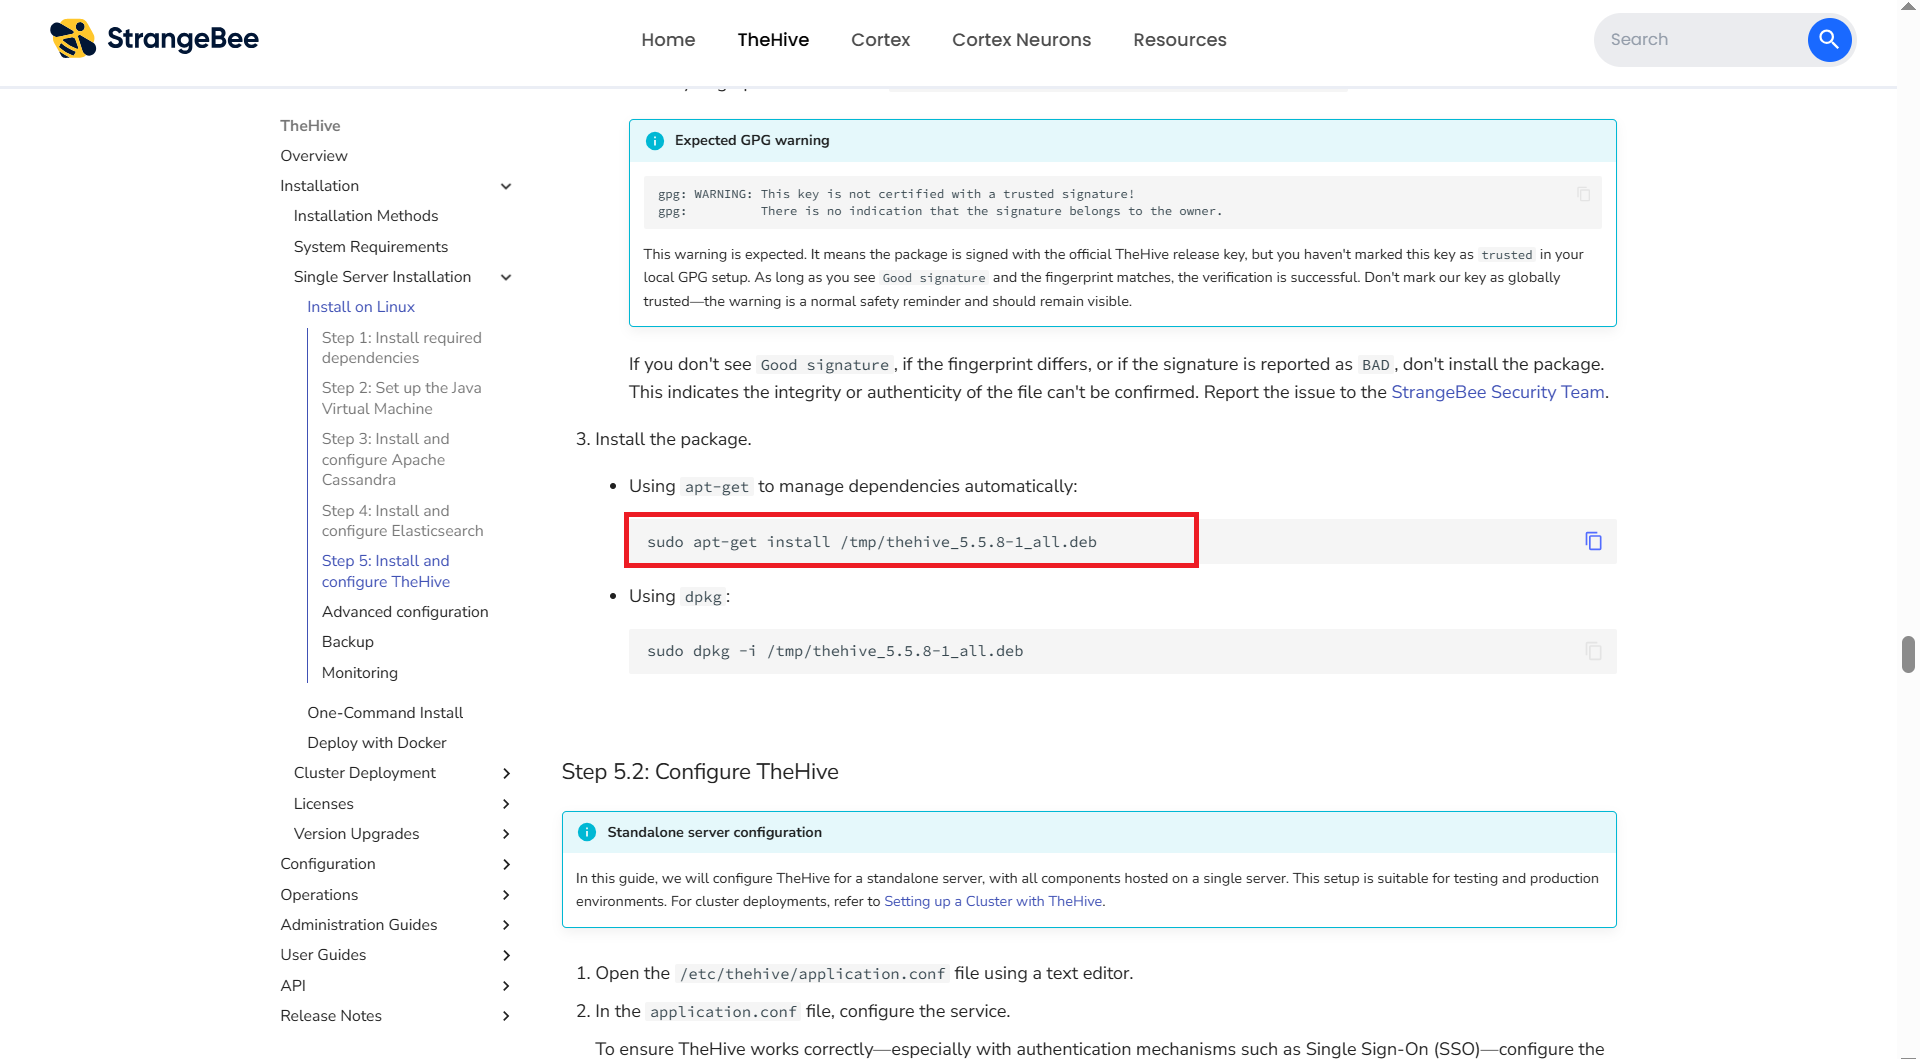 StrangeBee
Home
TheHive
Cortex
Cortex Neurons
Resources
Search
TheHive
Overview
Installation
Installation Methods
System Requirements
Single Server Installation
Install on Linux
Step 1: Install required
dependencies
Step 2: Set up the Java
Virtual Machine
Step 3: Install and
configure Apache
Cassandra
Step 4: Install and
configure Elasticsearch
Step 5: Install and
configure TheHive
Advanced configuration
Backup
Monitoring
One-Command Install
Deploy with Docker
Cluster Deployment
Licenses
Version Upgrades
Configuration
Operations
Administration Guides
User Guides
API
Release Notes
Expected GPG warning
gpg: WARNING: This key is not certified with a trusted signature!
gpg:          There is no indication that the signature belongs to the owner.
This warning is expected. It means the package is signed with the official TheHive release key, but you haven't marked this key as trusted in your
local GPG setup. As long as you see Good signature and the fingerprint matches, the verification is successful. Don't mark our key as globally
trusted—the warning is a normal safety reminder and should remain visible.
If you don't see Good signature, if the fingerprint differs, or if the signature is reported as BAD, don't install the package.
This indicates the integrity or authenticity of the file can't be confirmed. Report the issue to the StrangeBee Security Team.
3. Install the package.
• Using apt-get to manage dependencies automatically:
sudo apt-get install /tmp/thehive_5.5.8-1_all.deb
• Using dpkg:
sudo dpkg -i /tmp/thehive_5.5.8-1_all.deb
Step 5.2: Configure TheHive
Standalone server configuration
In this guide, we will configure TheHive for a standalone server, with all components hosted on a single server. This setup is suitable for testing and production
environments. For cluster deployments, refer to Setting up a Cluster with TheHive.
1. Open the /etc/thehive/application.conf file using a text editor.
2. In the application.conf file, configure the service.
To ensure TheHive works correctly—especially with authentication mechanisms such as Single Sign-On (SSO)—configure the